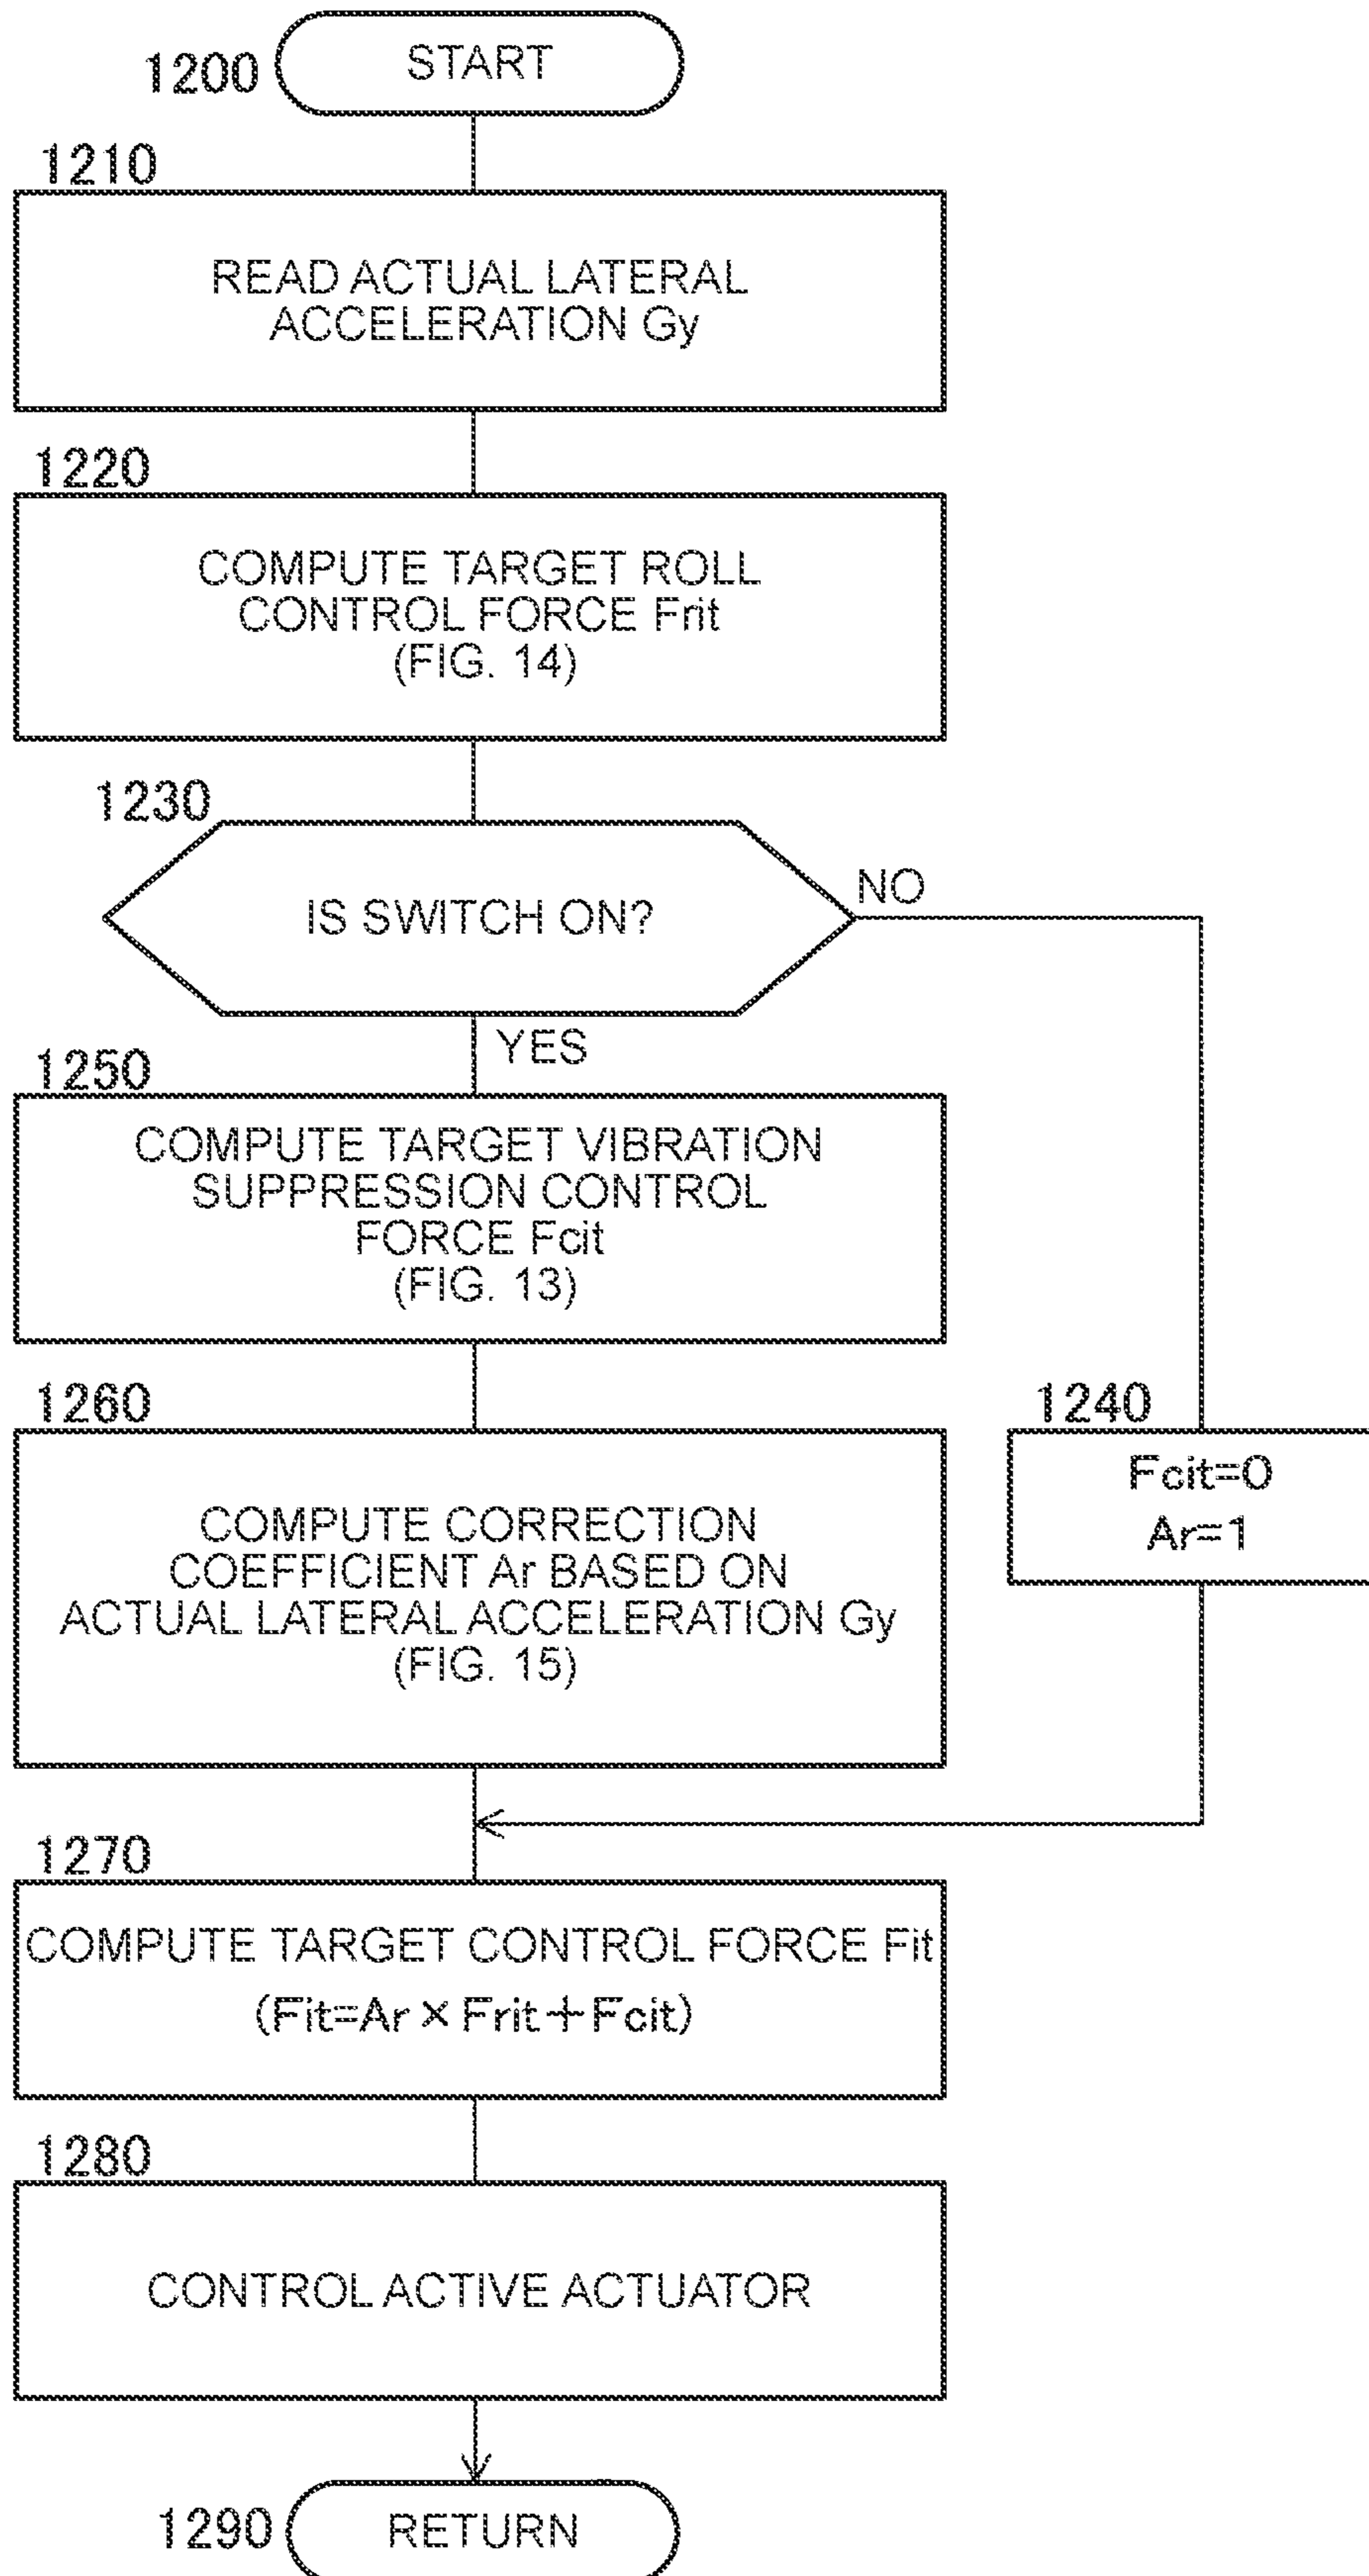 1200
START
1210
READ ACTUAL LATERAL
ACCELERATION Gy
1220
COMPUTE TARGET ROLL
CONTROL FORCE Frit
(FIG. 14)
1230
IS SWITCH ON?
NO
YES
1250
COMPUTE TARGET VIBRATION
SUPPRESSION CONTROL
FORCE Fcit
(FIG. 13)
1260
COMPUTE CORRECTION
COEFFICIENT Ar BASED ON
ACTUAL LATERAL ACCELERATION Gy
(FIG. 15)
1240
Fcit=0
Ar=1
1270
COMPUTE TARGET CONTROL FORCE Fit
(Fit=Ar×Frit+Fcit)
1280
CONTROL ACTIVE ACTUATOR
1290
RETURN